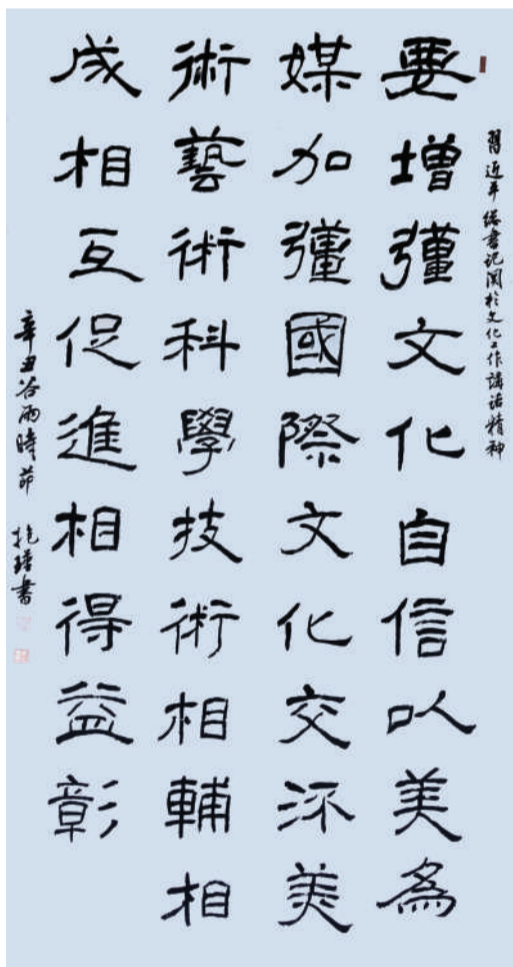 習近平總書記関於文化工作講話精神
要增彊文化自信以美為
媒加彊國際文化交流美
術藝術科學技術相輔相
成相互促進相得益彰
辛丑谷雨時節 書